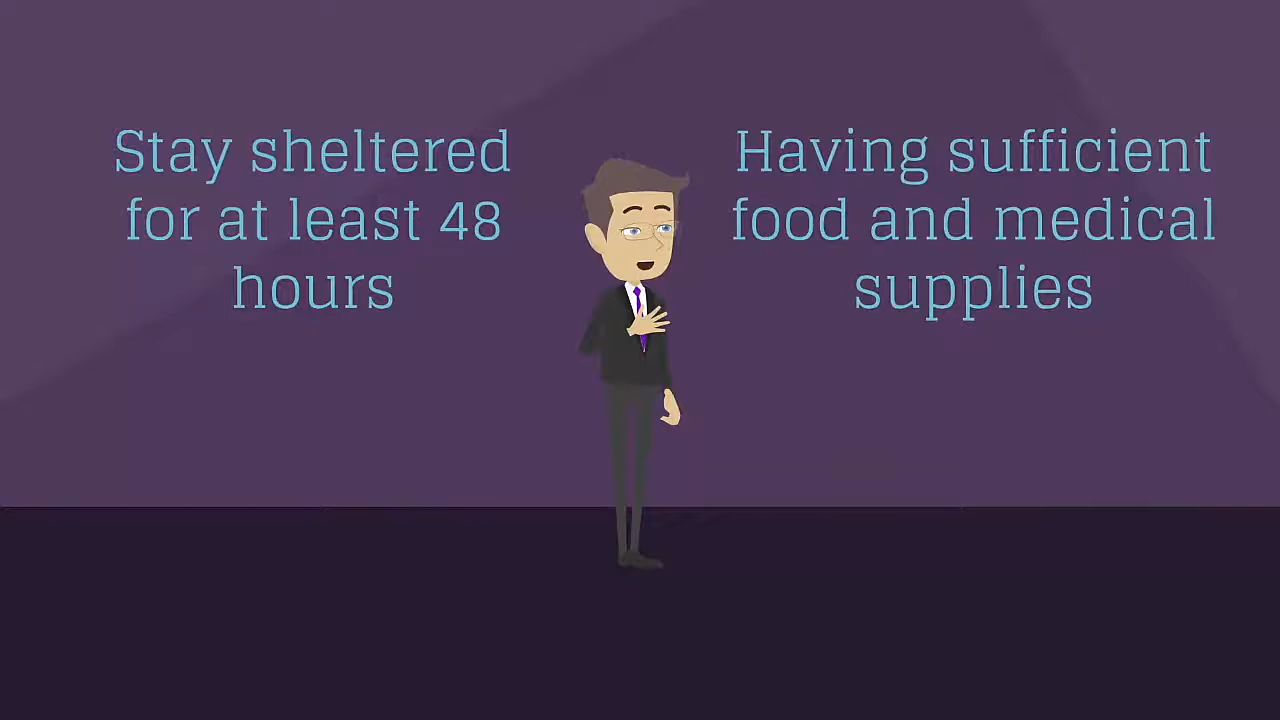 Stay sheltered
for at least 48
hours
Having sufficient
food and medical
supplies